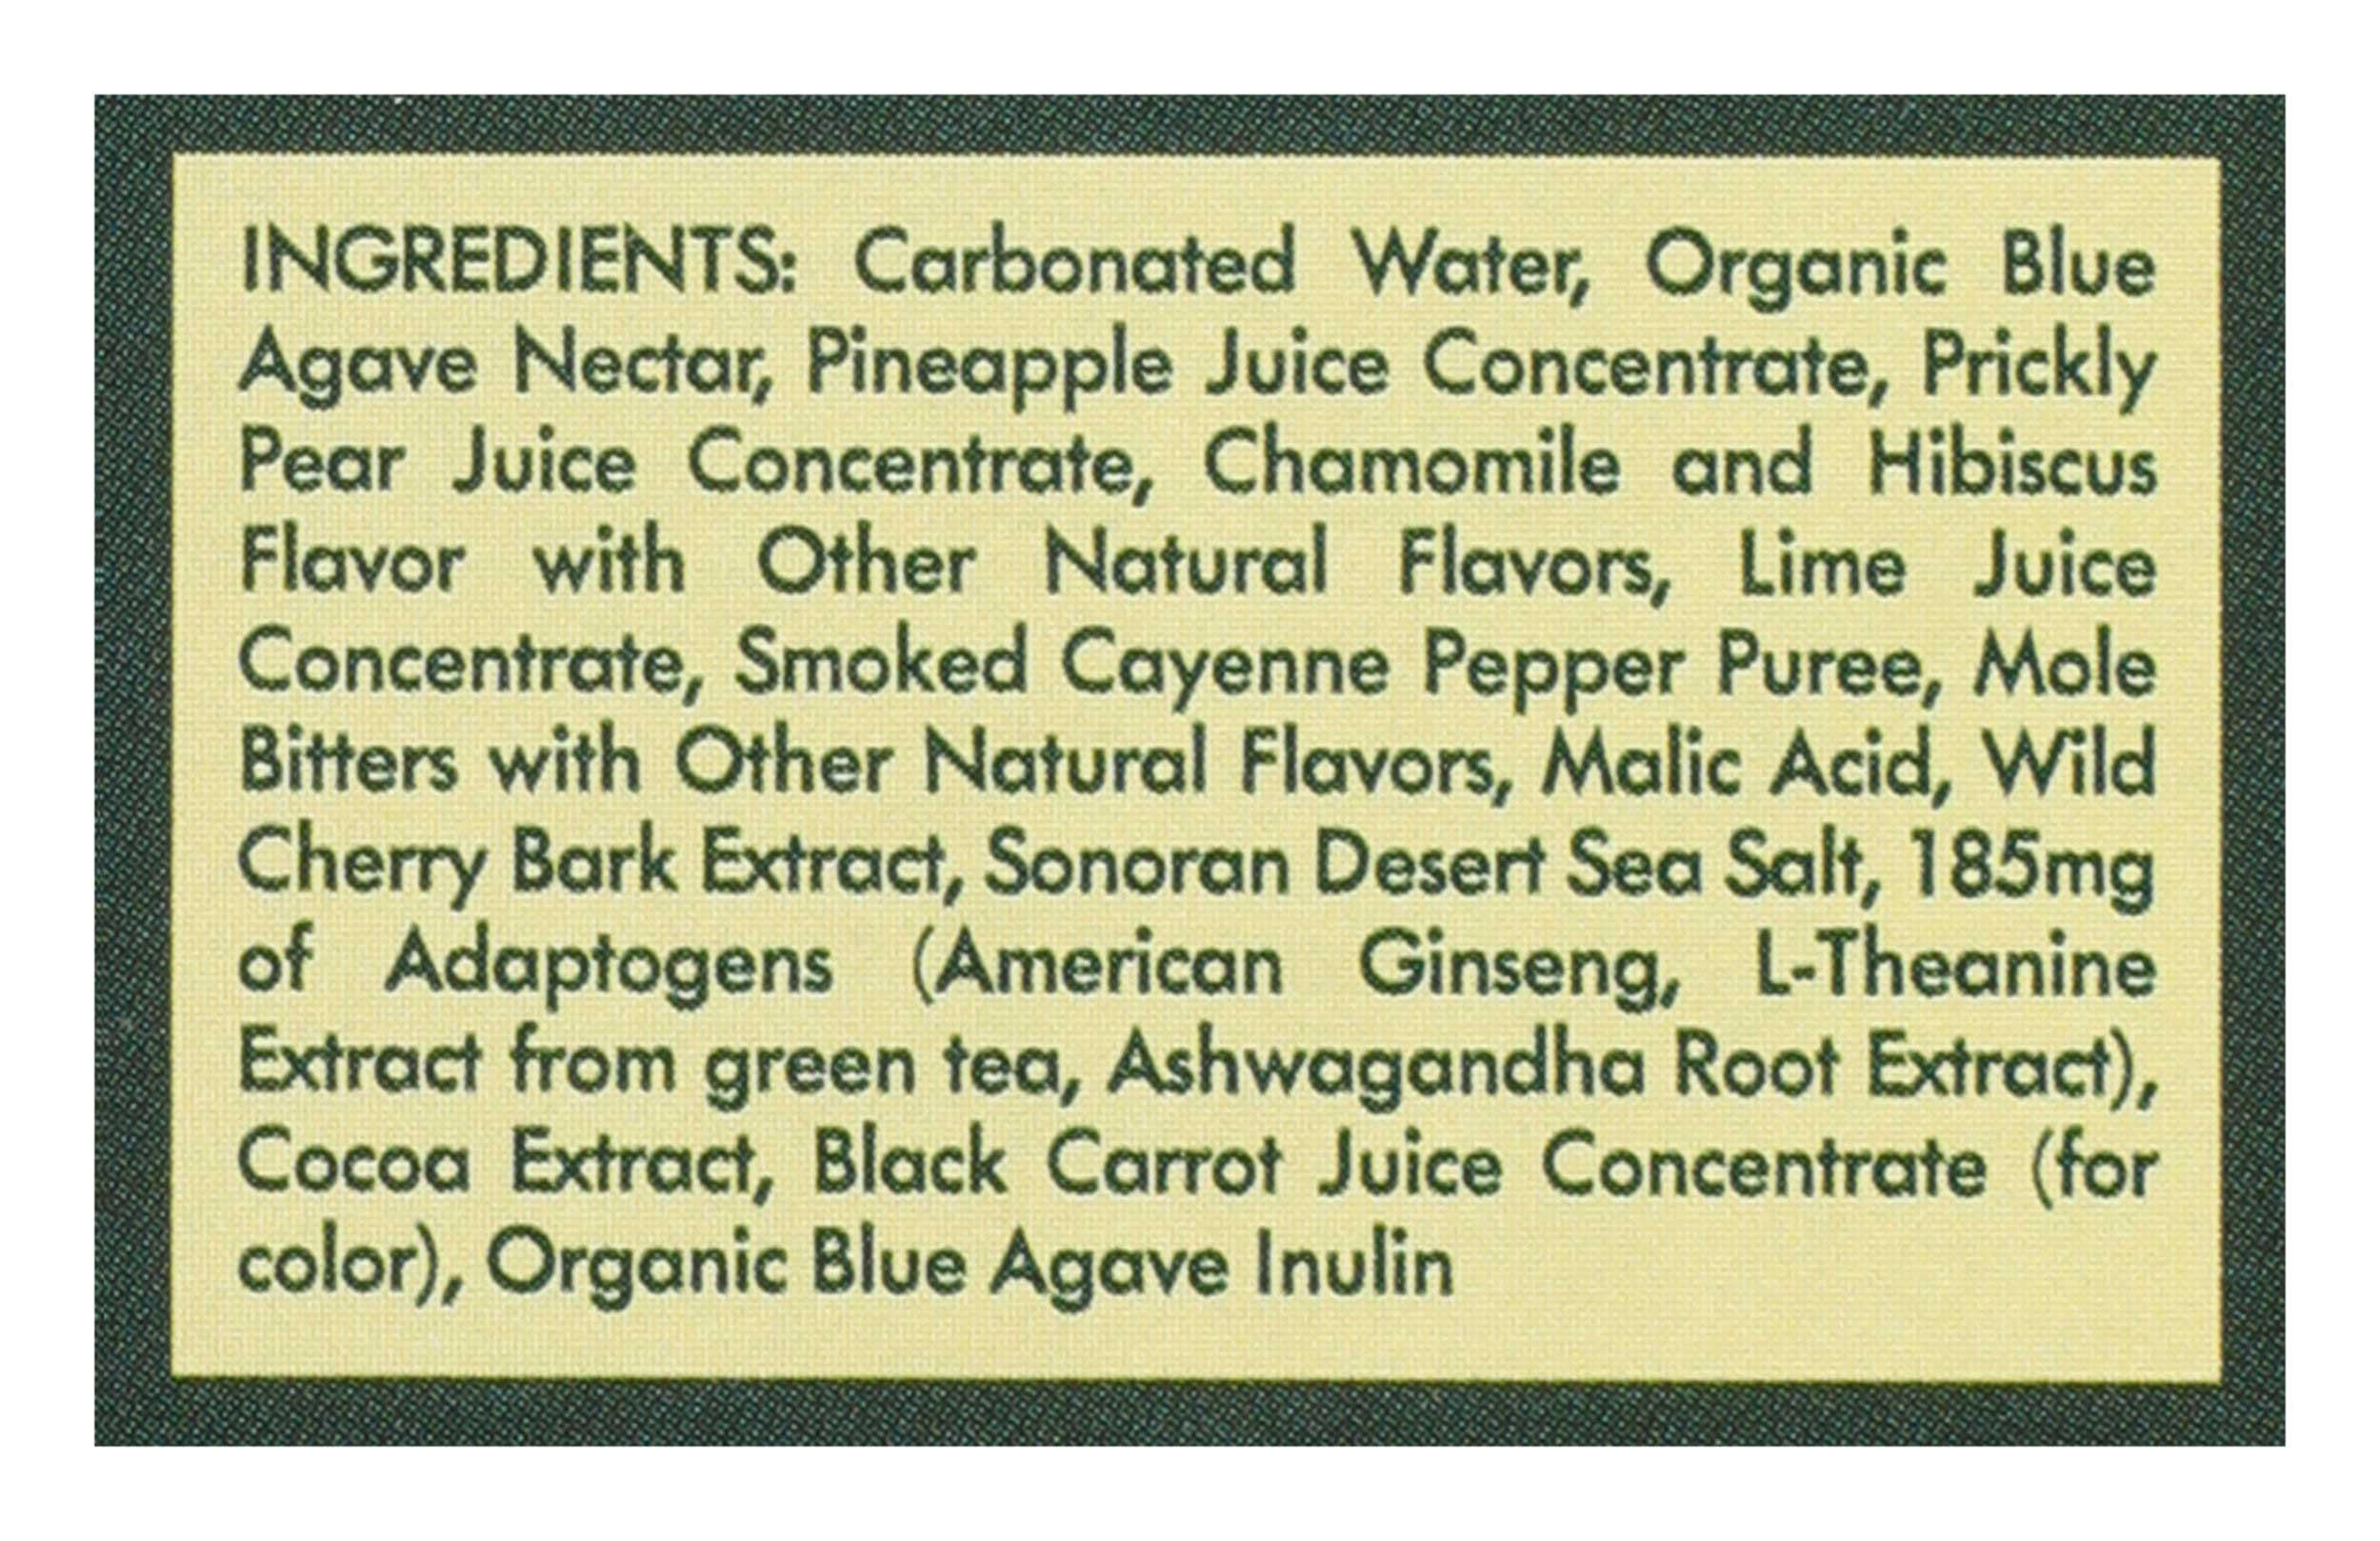 INGREDIENTS: Carbonated Water, Organic Blue
Agave Nectar, Pineapple Juice Concentrate, Prickly
Pear Juice Concentrate, Chamomile and Hibiscus
Flavor with Other Natural Flavors, Lime Juice
Concentrate, Smoked Cayenne Pepper Puree, Mole
Bitters with Other Natural Flavors, Malic Acid, Wild
Cherry Bark Extract, Sonoran Desert Sea Salt, 185mg
of Adaptogens (American Ginseng, L-Theanine
Extract from green tea, Ashwagandha Root Extract),
Cocoa Extract, Black Carrot Juice Concentrate (for
color), Organic Blue Agave Inulin